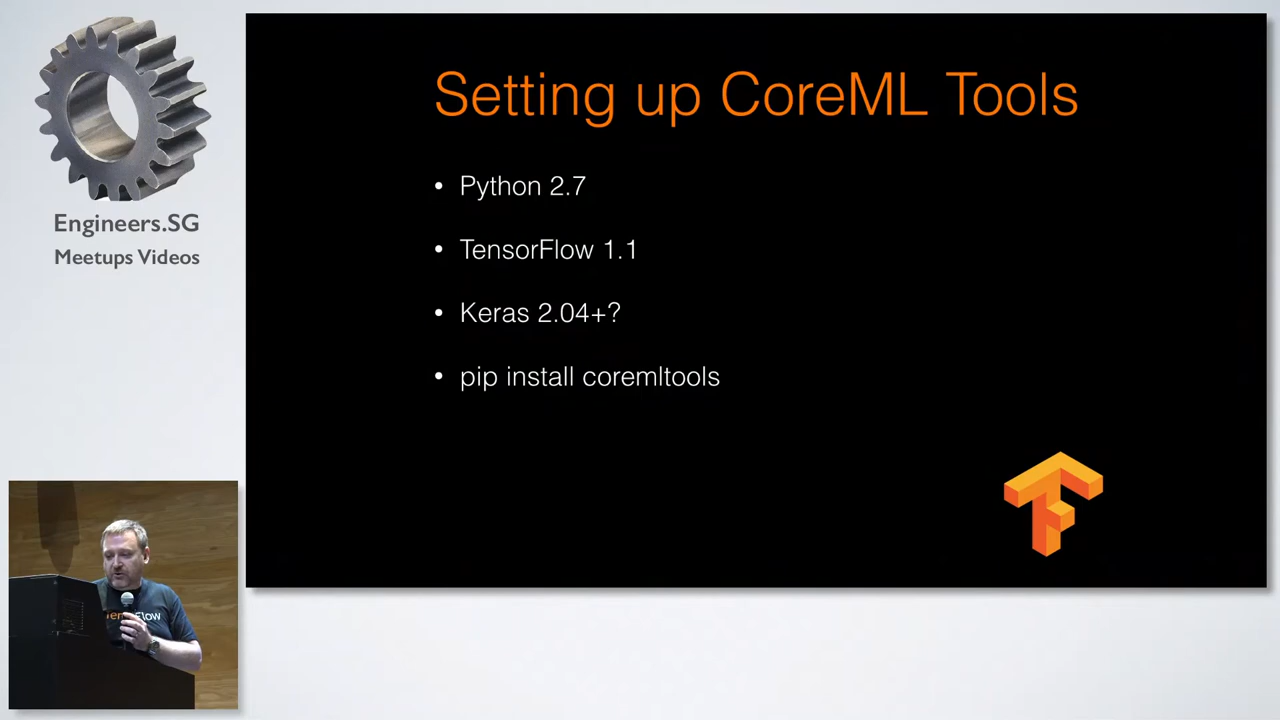 Engineers.SG
Meetups Videos
Setting up CoreML Tools
• Python 2.7
• TensorFlow 1.1
• Keras 2.04+?
• pip install coremltools
TensorFlow